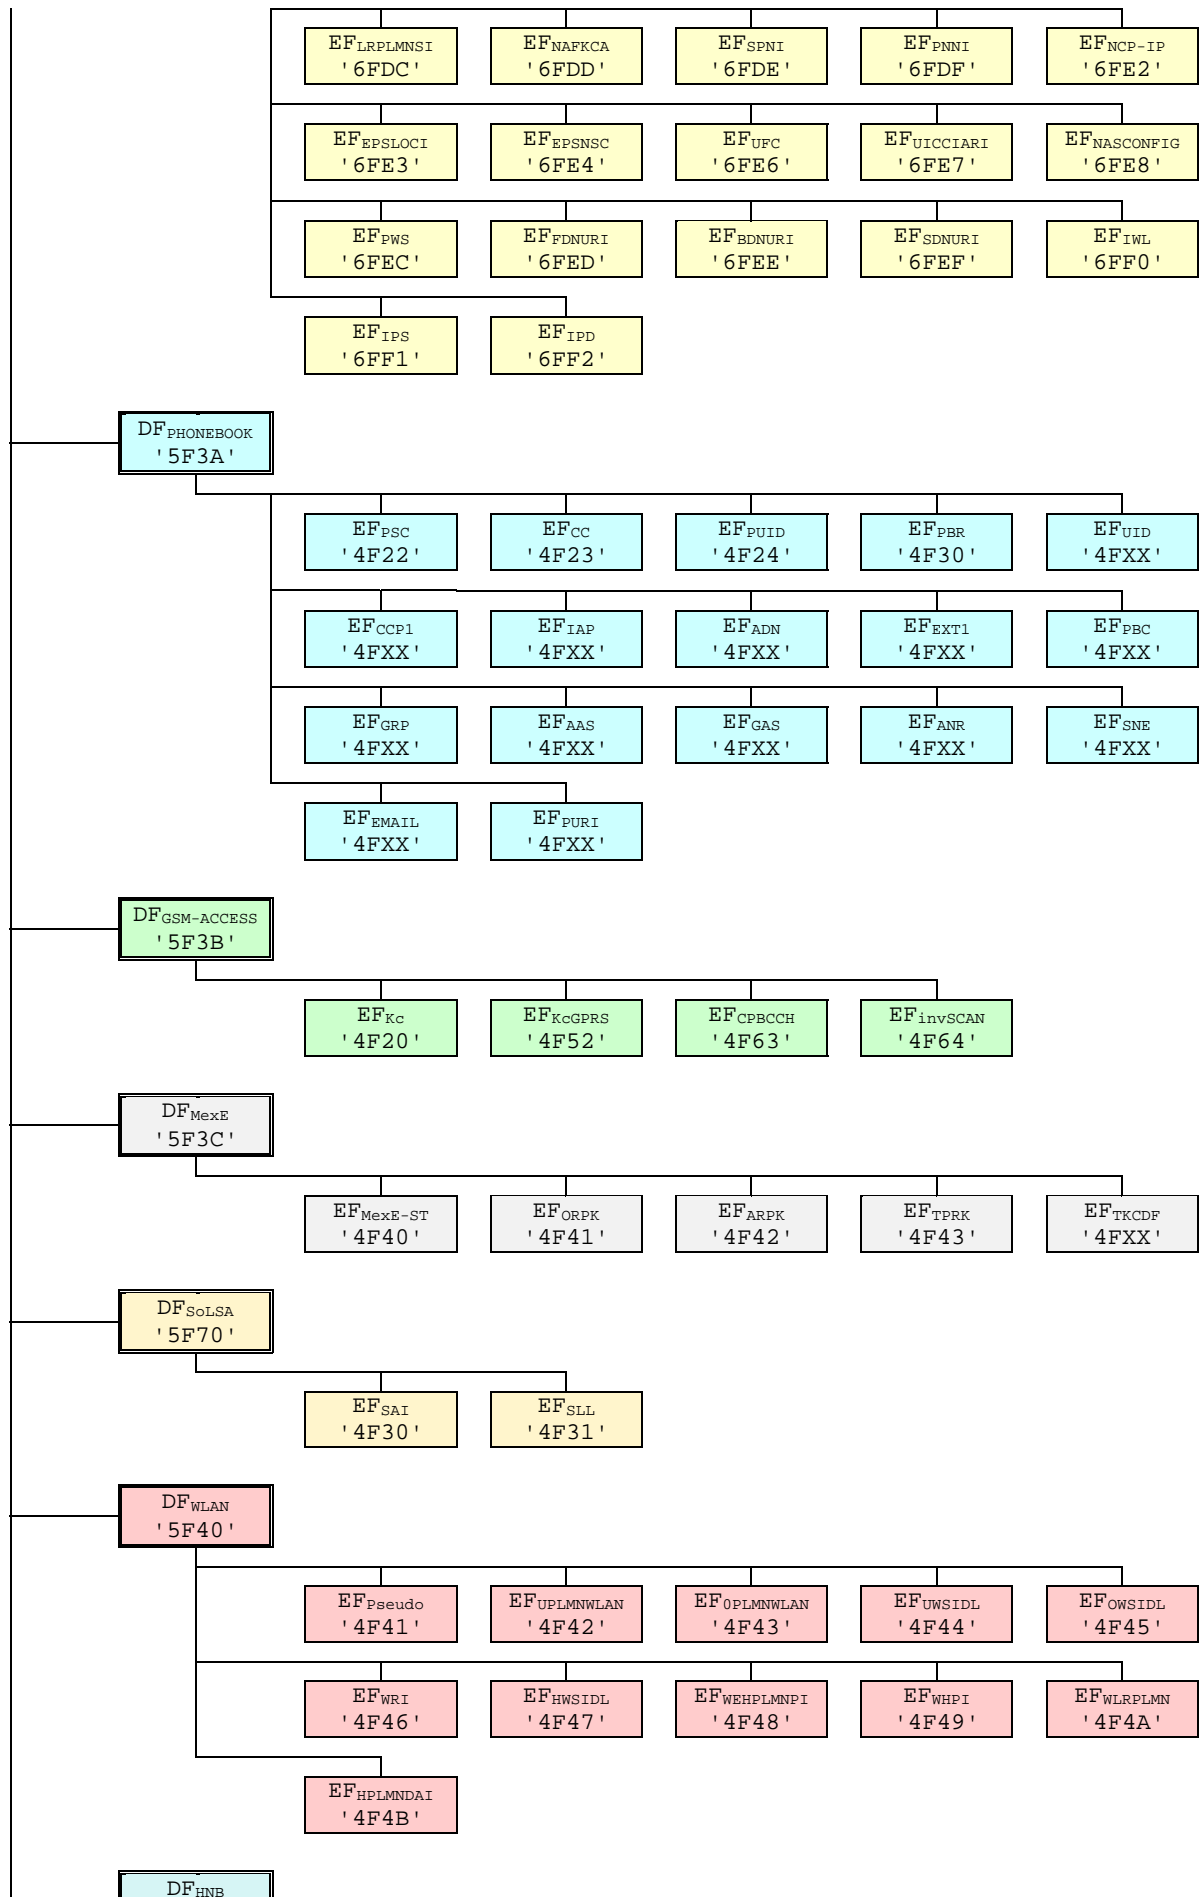 EFLRPLMNSI EFNAFKCA EFSPNI EFPNNI EFNCP-IP
'6FDC' '6FDD' '6FDE' '6FDF' '6FE2'
EFEPSLOCI EFEPSNSC EFUFC EFUICCIARI EFNASCONFIG
'6FE3' '6FE4' '6FE6' '6FE7' '6FE8'
EFPWS EFFDNURI EFBDNURI EFSDNURI EFIWL
'6FEC' '6FED' '6FEE' '6FEF' '6FF0'
EFIPS EFIPD
'6FF1' '6FF2'
DFPHONEBOOK
'5F3A'
EFPSC EFCC EFPUID EFPBR EFUID
'4F22' '4F23' '4F24' '4F30' '4FXX'
EFCCP1 EFIAP EFADN EFEXT1 EFPBC
'4FXX' '4FXX' '4FXX' '4FXX' '4FXX'
EFGRP EFAAS EFGAS EFANR EFSNE
'4FXX' '4FXX' '4FXX' '4FXX' '4FXX'
EFEMAIL EFPURI
'4FXX' '4FXX'
DFGSM-ACCESS
'5F3B'
EFKc EFKcGPRS EFCPBCCH EFinvSCAN
'4F20' '4F52' '4F63' '4F64'
DFMexE
'5F3C'
EFMexE-ST EFORPK EFARPK EFTPRK EFTKCDF
'4F40' '4F41' '4F42' '4F43' '4FXX'
DFSoLSA
'5F70'
EFSAI EFSLL
'4F30' '4F31'
DFWLAN
'5F40'
EFPseudo EFUPLMNWLAN EF0PLMNWLAN EFUWSIDL EFOWSIDL
'4F41' '4F42' '4F43' '4F44' '4F45'
EFWRI EFHWSIDL EFWEHPLMNPI EFWHPI EFWLRPLMN
'4F46' '4F47' '4F48' '4F49' '4F4A'
EFHPLMNDAI
'4F4B'
DFHNB